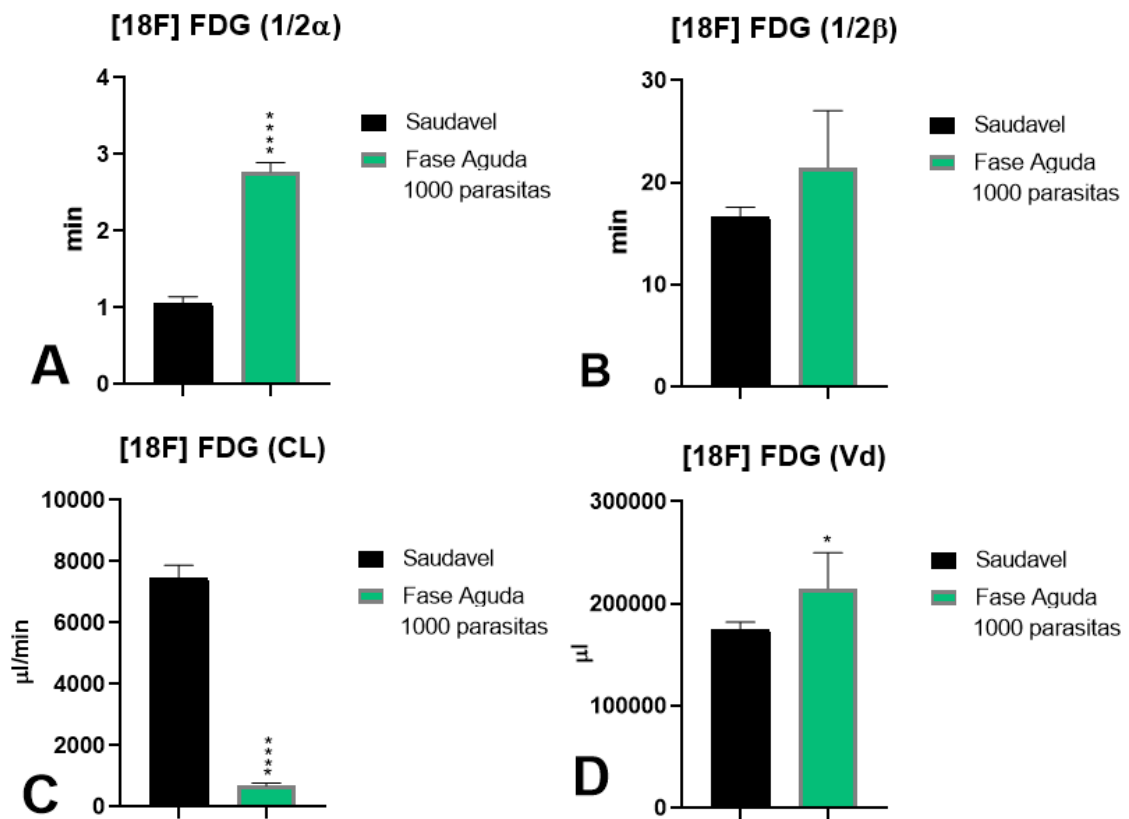 [18F] FDG (1/2α)
4
3
2
1
0
min
****
Saudavel
Fase Aguda
1000 parasitas
A
[18F] FDG (1/2β)
30
20
10
0
min
Saudavel
Fase Aguda
1000 parasitas
B
[18F] FDG (CL)
10000
8000
6000
4000
2000
0
µl/min
****
Saudavel
Fase Aguda
1000 parasitas
C
[18F] FDG (Vd)
300000
200000
100000
0
µl
*
Saudavel
Fase Aguda
1000 parasitas
D